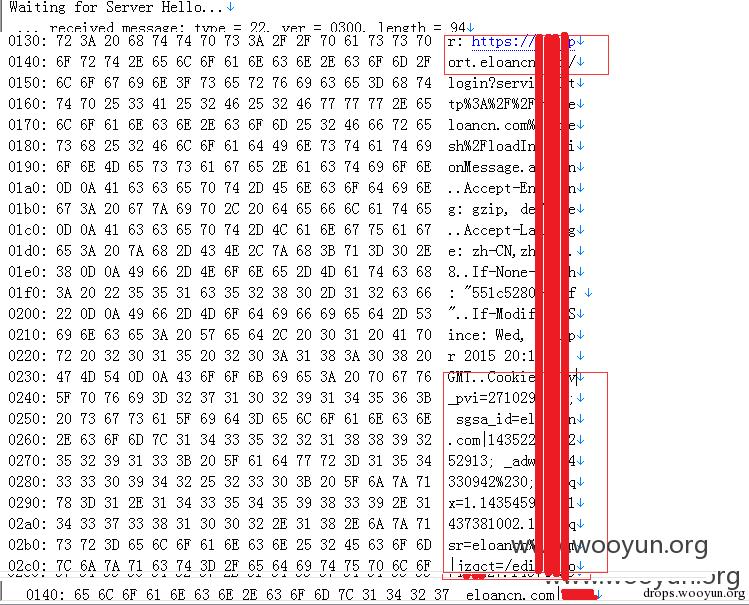 Waiting for Server Hello...↓
... received message: type = 22, ver = 0300, length = 94↓
0130: 72 3A 20 68 74 74 70 73 3A 2F 2F 70 61 73 73 70 r: https:// p↓
0140: 6F 72 74 2E 65 6C 6F 61 6E 63 6E 2E 63 6F 6D 2F ort.eloancn /↓
0150: 6C 6F 67 69 6E 3F 73 65 72 76 69 63 65 3D 68 74 login?servi t↓
0160: 74 70 25 33 41 25 32 46 25 32 46 77 77 77 2E 65 tp%3A%2F%2F e↓
0170: 6C 6F 61 6E 63 6E 2E 63 6F 6D 25 32 46 66 72 65 loancn.com% e↓
0180: 73 68 25 32 46 6C 6F 61 64 49 6E 73 74 61 74 69 sh%2FloadIn i↓
0190: 6F 6E 4D 65 73 73 61 67 65 2E 61 63 74 69 6F 6E onMessage.a n↓
01a0: 0D 0A 41 63 63 65 70 74 2D 45 6E 63 6F 64 69 6E ..Accept-En n↓
01b0: 67 3A 20 67 7A 69 70 2C 20 64 65 66 6C 61 74 65 g: gzip, de e↓
01c0: 0D 0A 41 63 63 65 70 74 2D 4C 61 6E 67 75 61 67 ..Accept-La g↓
01d0: 65 3A 20 7A 68 2D 43 4E 2C 7A 68 3B 71 3D 30 2E e: zh-CN,zh .↓
01e0: 38 0D 0A 49 66 2D 4E 6F 6E 65 2D 4D 61 74 63 68 8..If-None- h↓
01f0: 3A 20 22 35 35 31 63 35 32 38 30 2D 31 32 63 66 : "551c5280 f ↓
0200: 22 0D 0A 49 66 2D 4D 6F 64 69 66 69 65 64 2D 53 "..If-Modif S↓
0210: 69 6E 63 65 3A 20 57 65 64 2C 20 30 31 20 41 70 ince: Wed, p↓
0220: 72 20 32 30 31 35 20 32 30 3A 31 38 3A 30 38 20 r 2015 20:1 ↓
0230: 47 4D 54 0D 0A 43 6F 6F 6B 69 65 3A 20 70 67 76 GMT..Cookie v↓
0240: 5F 70 76 69 3D 32 37 31 30 32 39 31 34 35 36 3B _pvi=271029 ;↓
0250: 20 73 67 73 61 5F 69 64 3D 65 6C 6F 61 6E 63 6E sgsa_id=el n↓
0260: 2E 63 6F 6D 7C 31 34 33 35 32 32 31 38 38 39 32 .com|143522 2↓
0270: 35 32 39 31 33 3B 20 5F 61 64 77 72 3D 31 35 34 52913; _adw 4↓
0280: 33 33 30 39 34 32 25 32 33 30 3B 20 5F 6A 7A 71 330942%230; q↓
0290: 78 3D 31 2E 31 34 33 35 34 35 39 38 33 39 2E 31 x=1.1435459 1↓
02a0: 34 33 37 33 38 31 30 30 32 2E 31 38 2E 6A 7A 71 437381002.1 q↓
02b0: 73 72 3D 65 6C 6F 61 6E 63 6E 25 32 45 63 6F 6D sr=eloan m↓
02c0: 7C 6A 7A 71 63 74 3D 2F 65 64 69 74 75 70 6C 6F |jzqct=/edi o↓
0140: 65 6C 6F 61 6E 63 6E 2E 63 6F 6D 7C 31 34 32 37 eloancn.com|
www.wooyun.org
www.wooyun.org
drops.wooyun.org